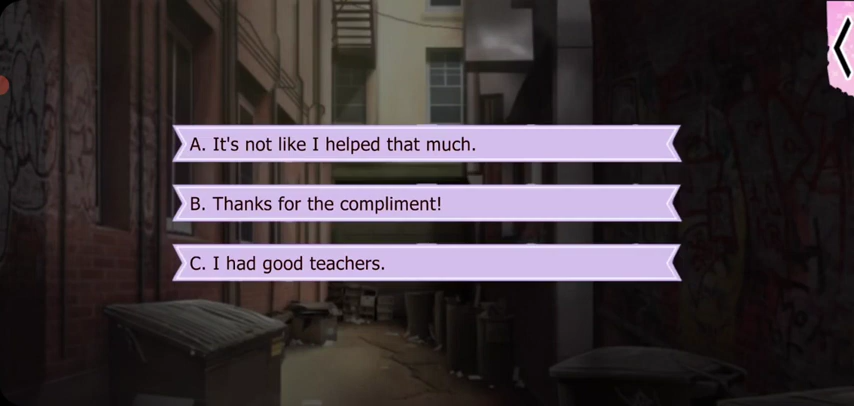 A. It's not like I helped that much.
B. Thanks for the compliment!
C. I had good teachers.